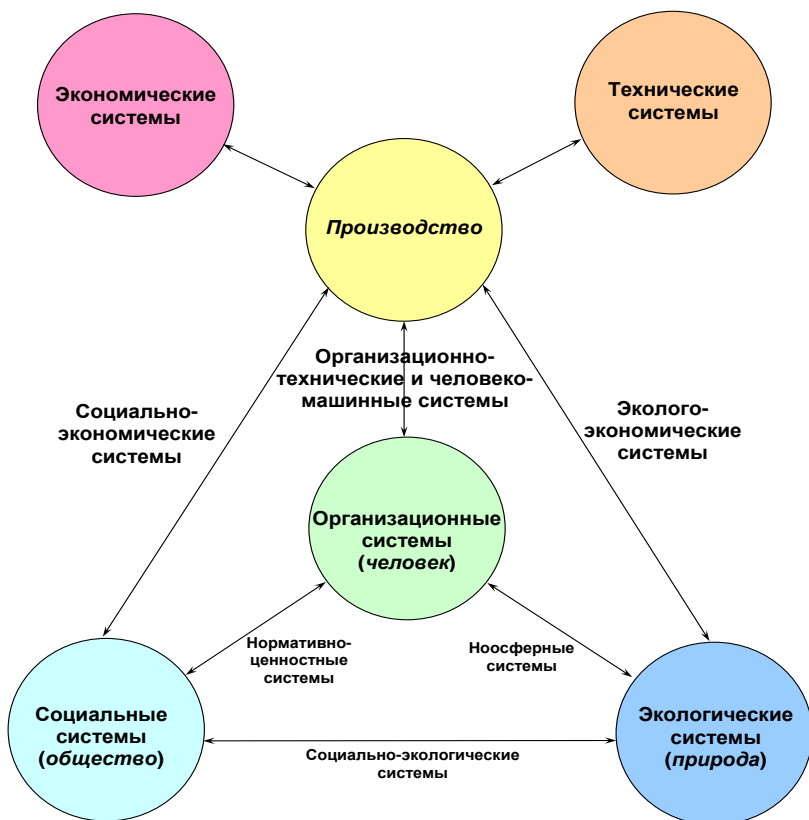 Экономические
системы
Технические
системы
Производство
Организационно-
технические и человеко-
машинные системы
Социально-
экономические
системы
Эколого-
экономические
системы
Организационные
системы
(человек)
Нормативно-
ценностные
системы
Ноосферные
системы
Социальные
системы
(общество)
Экологические
системы
(природа)
Социально-экологические
системы